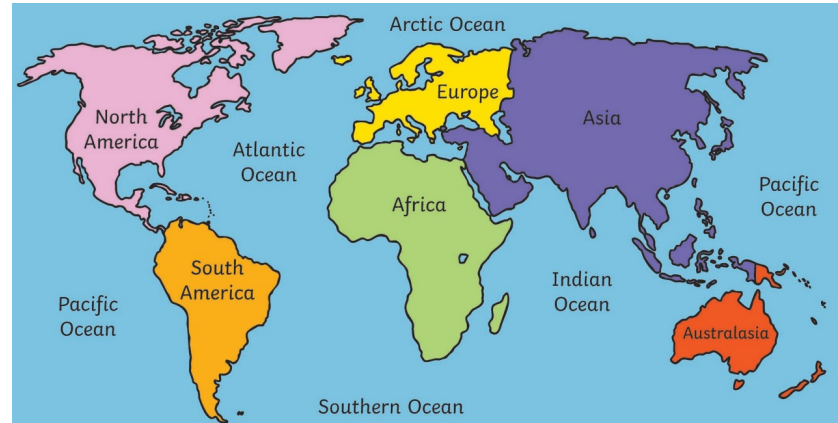 Arctic Ocean
North
America
Europe
Asia
Atlantic
Ocean
Africa
Pacific
Ocean
South
America
Indian
Ocean
Pacific
Ocean
Australasia
Southern Ocean